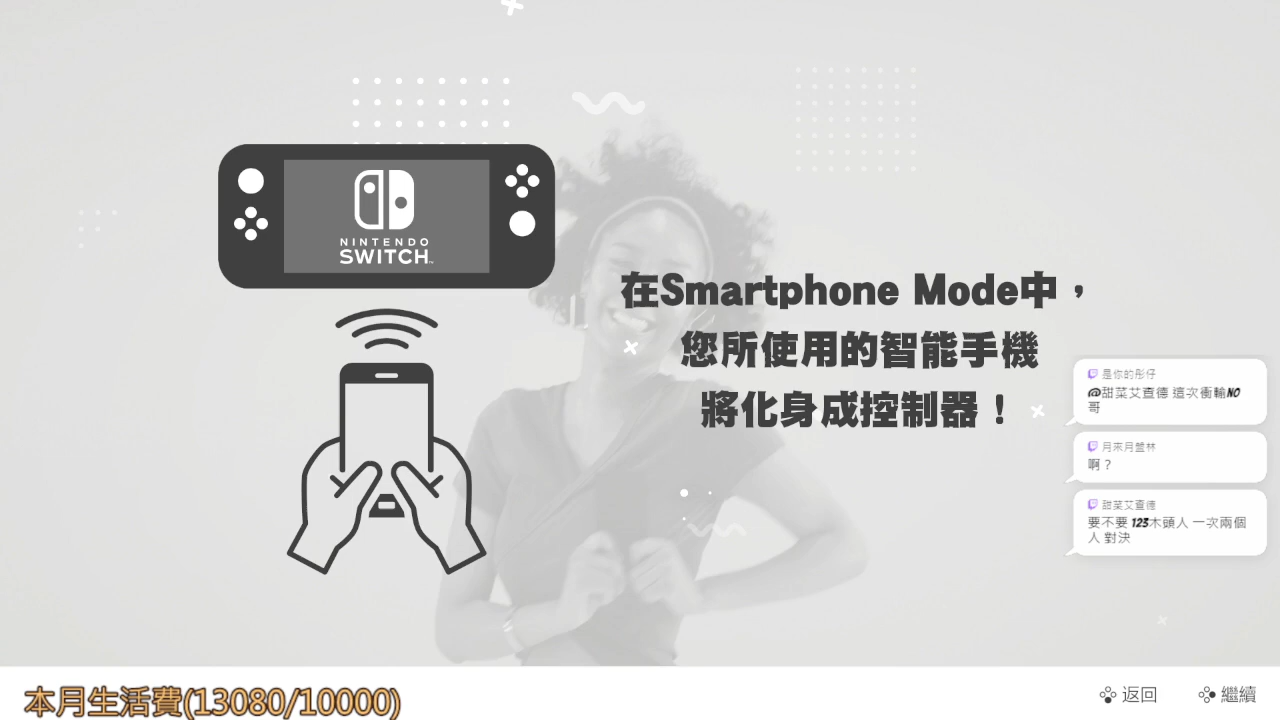 NINTENDO
SWITCH
在Smartphone Mode中，
您所使用的智能手機
將化身成控制器！
是你的彤仔
@甜菜艾查德 這次衝輸NO
哥
月來月盟林
啊？
甜菜艾查德
要不要 123木頭人 一次兩個
人 對決
本月生活費(13080/10000)
返回
繼續